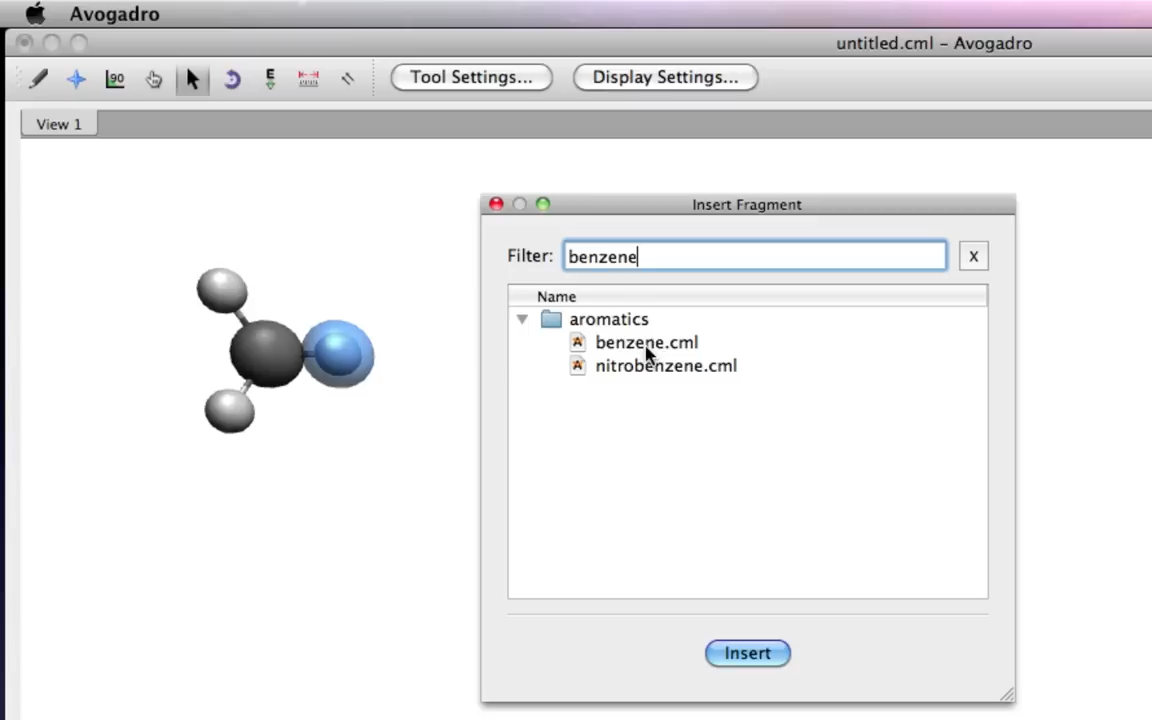 Avogadro
untitled.cml - Avogadro
90
E
Tool Settings...
Display Settings...
View 1
Insert Fragment
Filter: benzene
X
Name
aromatics
benzene.cml
nitrobenzene.cml
Insert